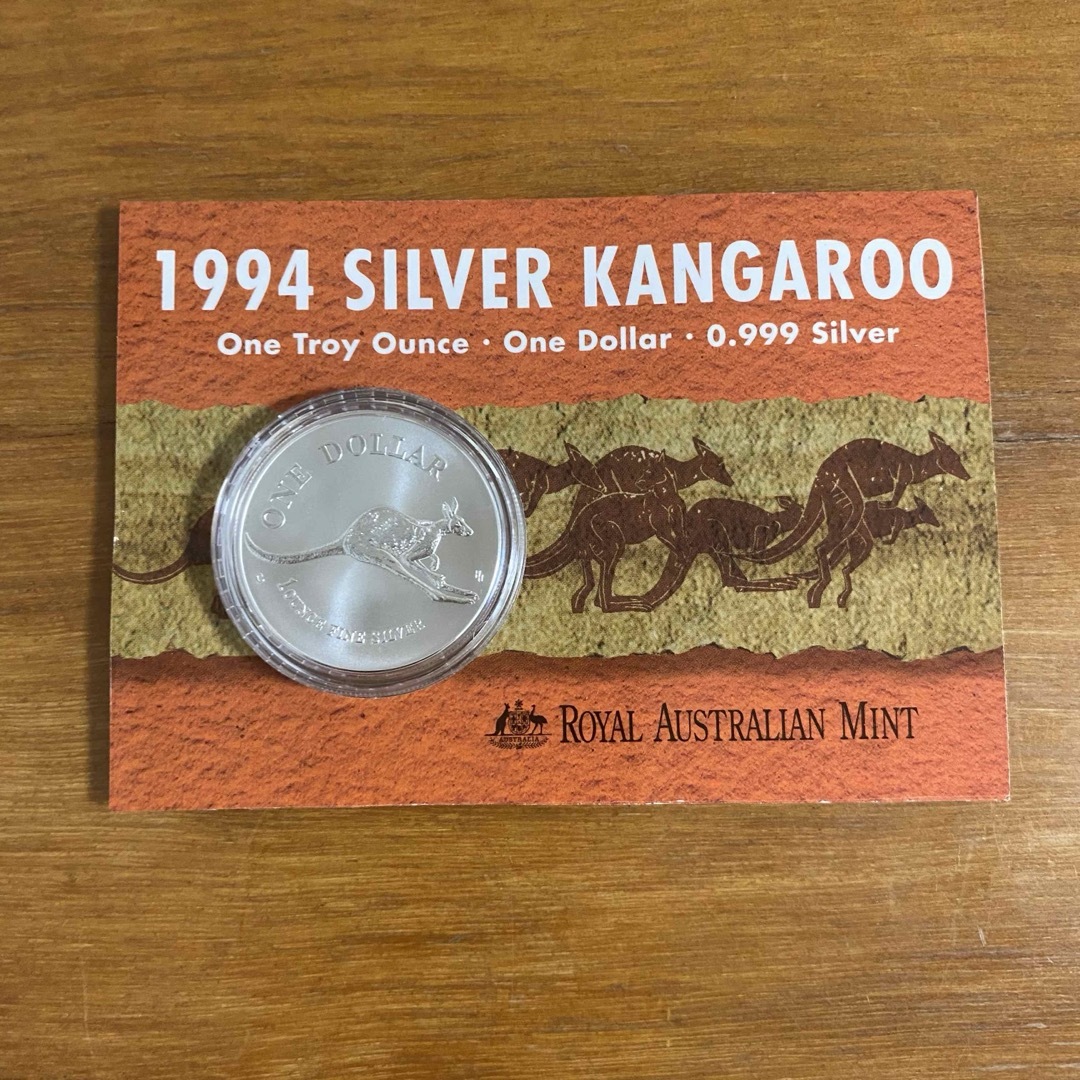 1994 SILVER KANGAROO
One Troy Ounce · One Dollar · 0.999 Silver
ONE DOLLAR
1 OUNCE FINE SILVER
AUSTRALIA
ROYAL AUSTRALIAN MINT